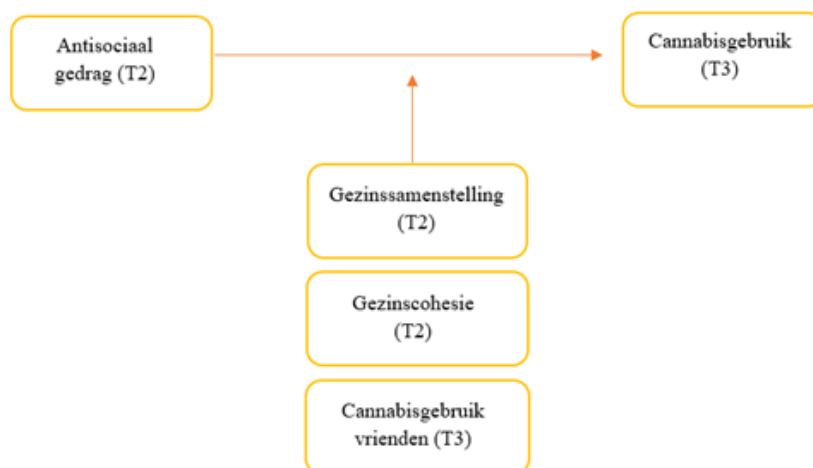 Antisociaal
gedrag (T2)
Cannabisgebruik
(T3)
Gezinssamenstelling
(T2)
Gezinscohesie
(T2)
Cannabisgebruik
vrienden (T3)